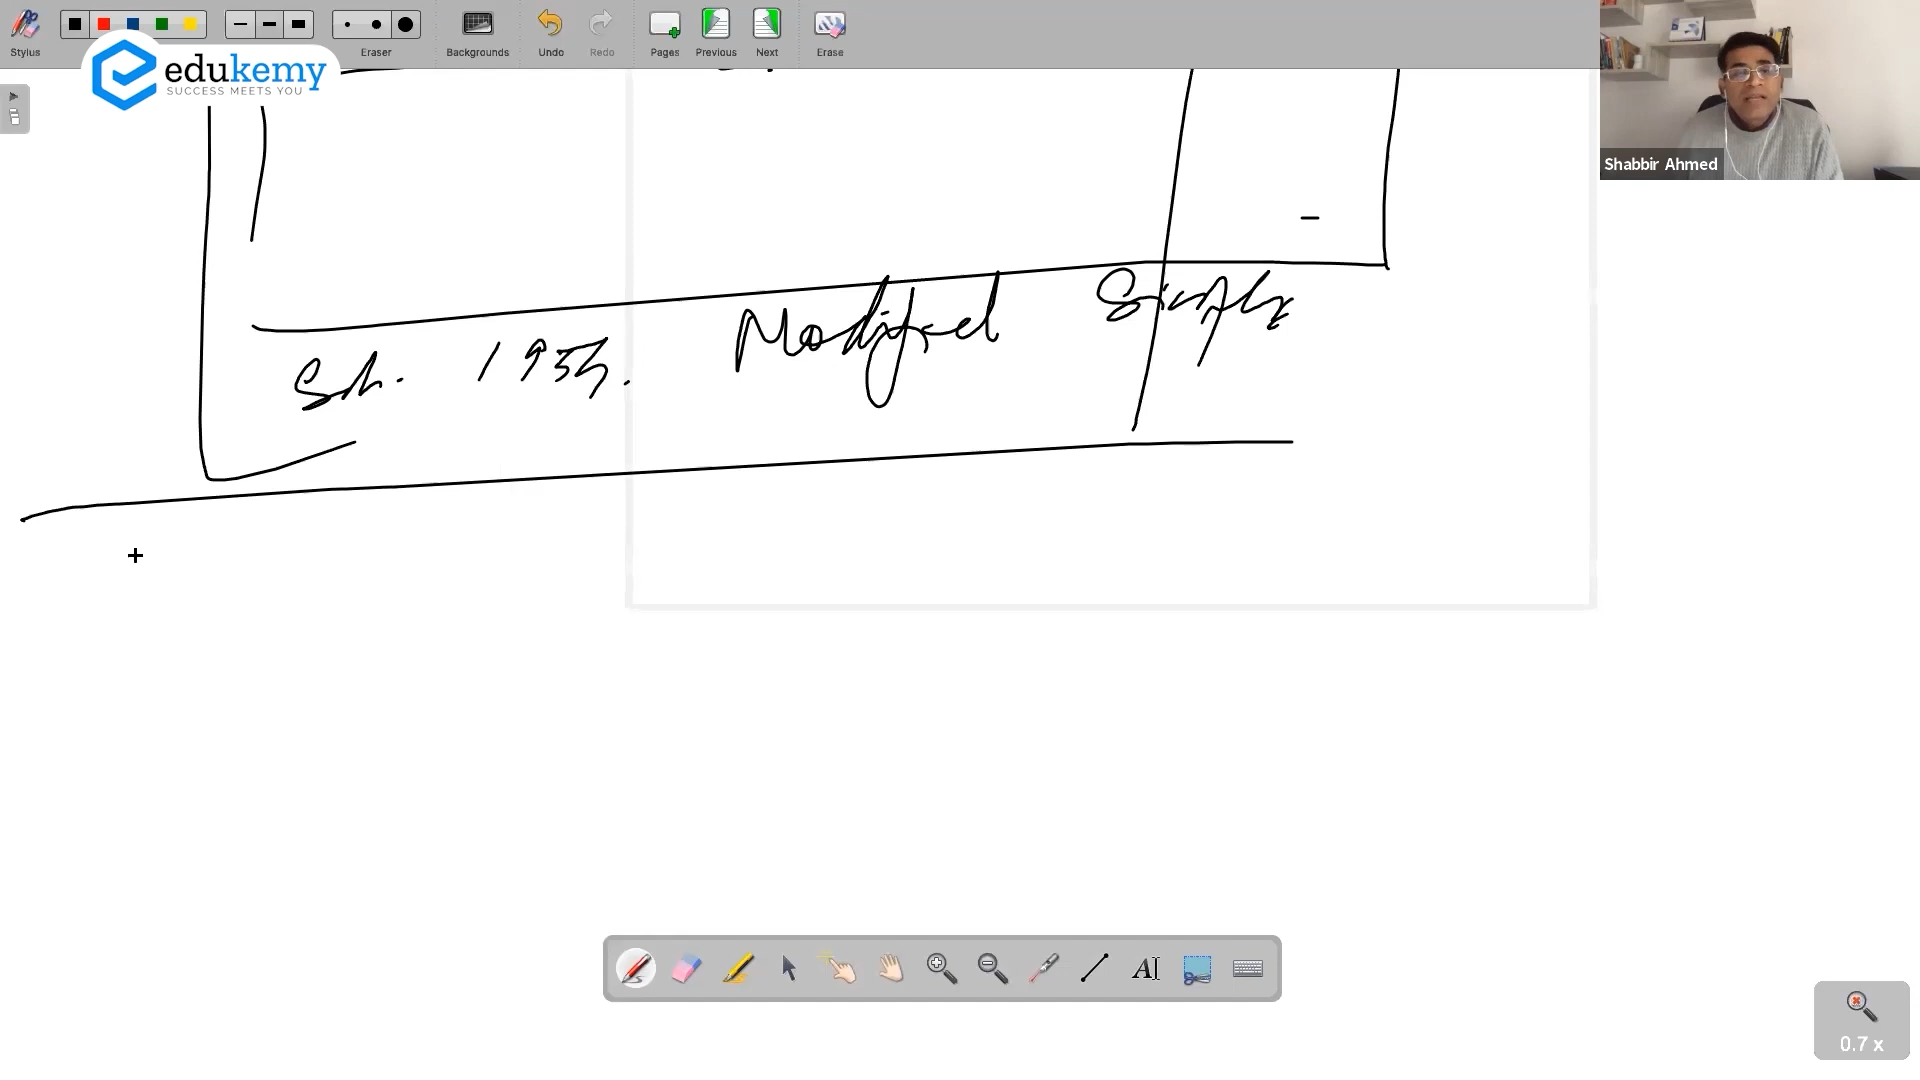 Stylus
Eraser
Backgrounds
Undo
Redo
Pages
Previous
Next
Erase
edukemy
SUCCESS MEETS YOU
Shabbir Ahmed
Modified
Sch. 1955.
0.7 x